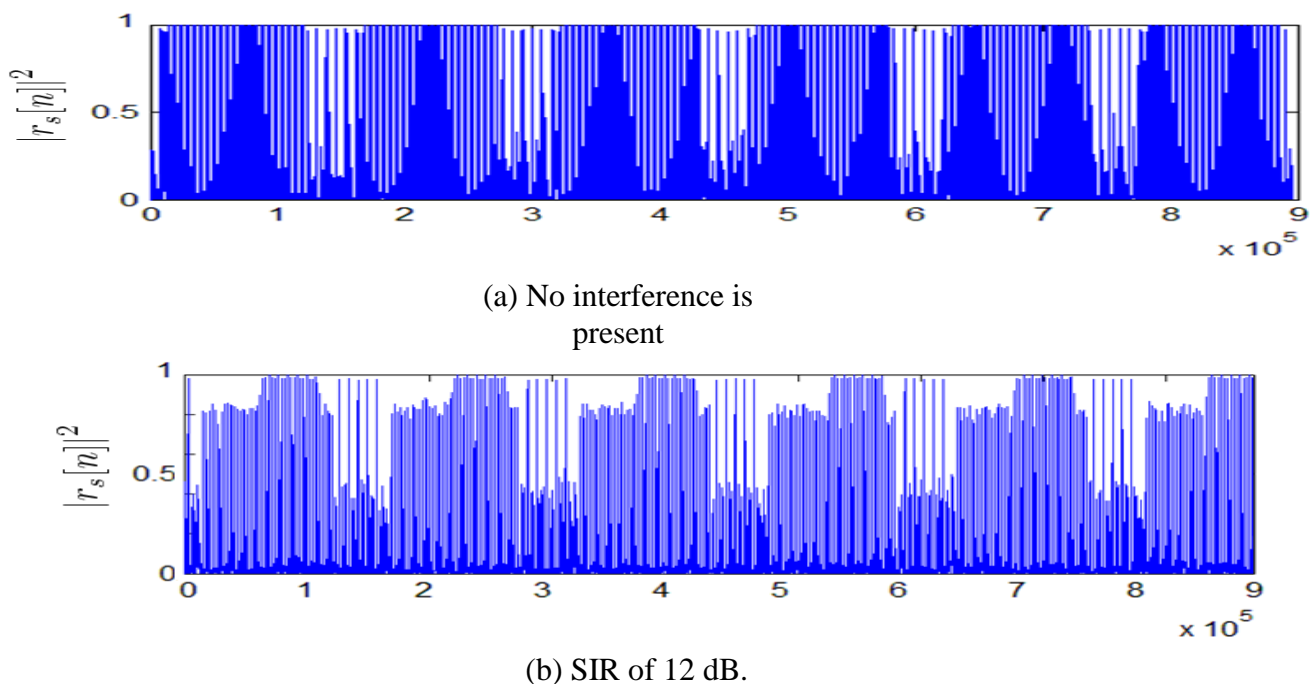 1
0.5
0
|r_s[n]|^2
0 1 2 3 4 5 6 7 8 9
x 10^5
(a) No interference is
present
1
0.5
0
|r_s[n]|^2
0 1 2 3 4 5 6 7 8 9
x 10^5
(b) SIR of 12 dB.